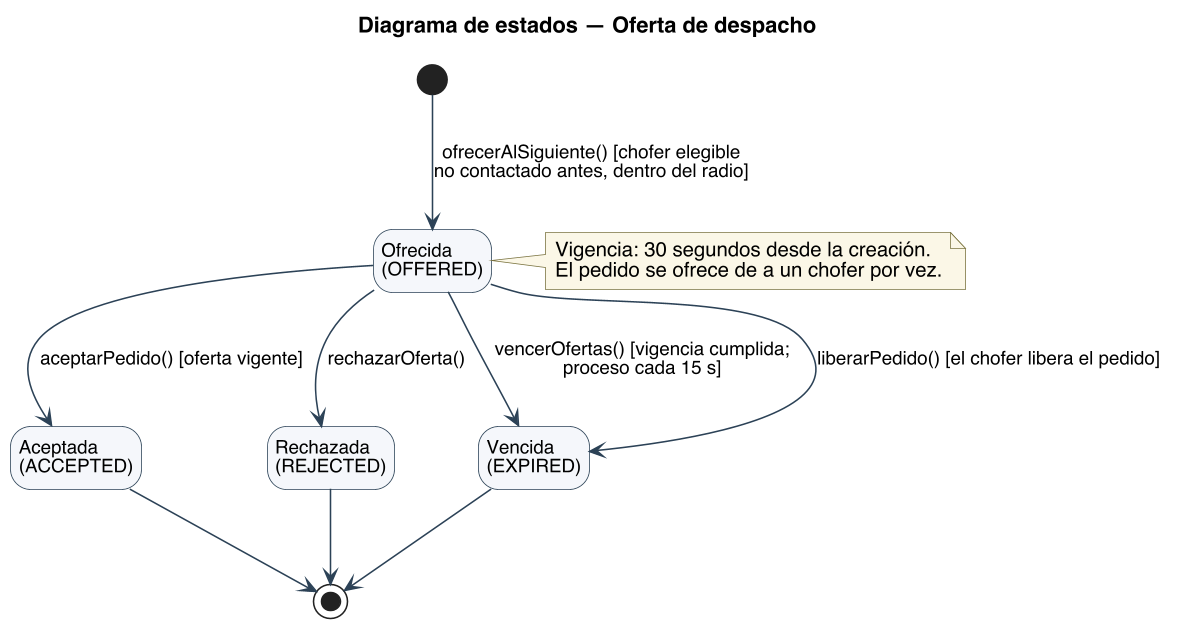 Diagrama de estados — Oferta de despacho
ofrecerAlSiguiente() [chofer elegible
no contactado antes, dentro del radio]
Ofrecida
(OFFERED)
Vigencia: 30 segundos desde la creación.
El pedido se ofrece de a un chofer por vez.
aceptarPedido() [oferta vigente]
rechazarOferta()
vencerOfertas() [vigencia cumplida;
proceso cada 15 s]
liberarPedido() [el chofer libera el pedido]
Aceptada
(ACCEPTED)
Rechazada
(REJECTED)
Vencida
(EXPIRED)